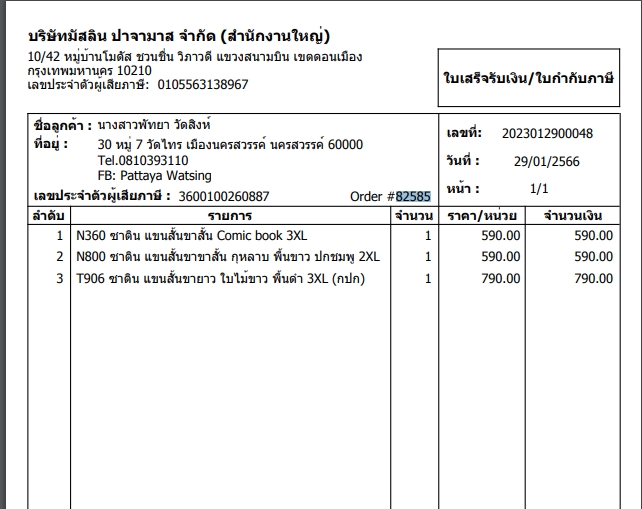 บริษัทมัสลิน ปาจามาส จำกัด (สำนักงานใหญ่)
10/42 หมู่บ้านโมดัส ชวนชื่น วิภาวดี แขวงสนามบิน เขตดอนเมือง
กรุงเทพมหานคร 10210
เลขประจำตัวผู้เสียภาษี: 0105563138967
ใบเสร็จรับเงิน/ใบกำกับภาษี
ชื่อลูกค้า : นางสาวพัทยา วัดสิงห์
ที่อยู่ : 30 หมู่ 7 วัดไทร เมืองนครสวรรค์ นครสวรรค์ 60000
Tel.0810393110
FB: Pattaya Watsing
เลขประจำตัวผู้เสียภาษี : 3600100260887 Order #82585
เลขที่: 2023012900048
วันที่ : 29/01/2566
หน้า : 1/1
ลำดับ รายการ จำนวน ราคา/หน่วย จำนวนเงิน
1 N360 ซาติน แขนสั้นขาสั้น Comic book 3XL 1 590.00 590.00
2 N800 ซาติน แขนสั้นขาขาสั้น กุหลาบ พื้นขาว ปกชมพู 2XL 1 590.00 590.00
3 T906 ซาติน แขนสั้นขายาว ใบไม้ขาว พื้นดำ 3XL (กปก) 1 790.00 790.00